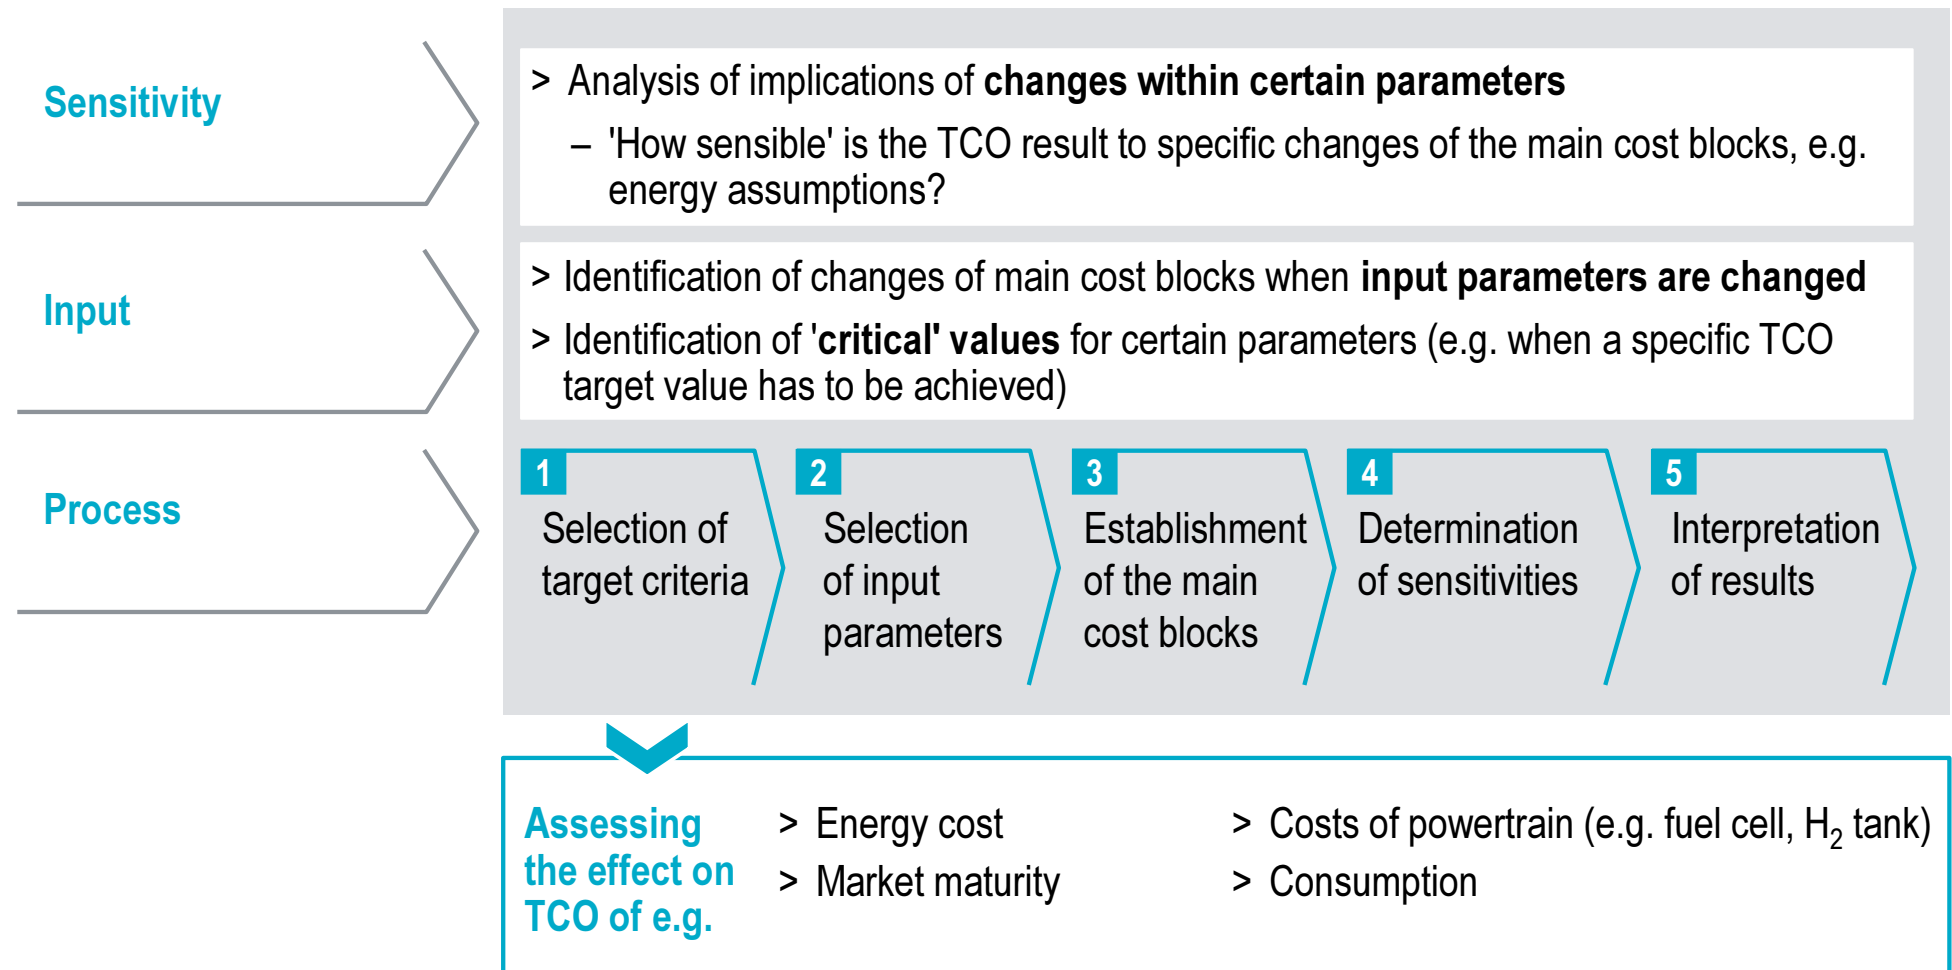 Sensitivity
> Analysis of implications of changes within certain parameters
– 'How sensible' is the TCO result to specific changes of the main cost blocks, e.g.
energy assumptions?
Input
> Identification of changes of main cost blocks when input parameters are changed
> Identification of 'critical' values for certain parameters (e.g. when a specific TCO
target value has to be achieved)
Process
1
Selection of
target criteria
2
Selection
of input
parameters
3
Establishment
of the main
cost blocks
4
Determination
of sensitivities
5
Interpretation
of results
Assessing
the effect on
TCO of e.g.
> Energy cost
> Market maturity
> Costs of powertrain (e.g. fuel cell, H₂ tank)
> Consumption